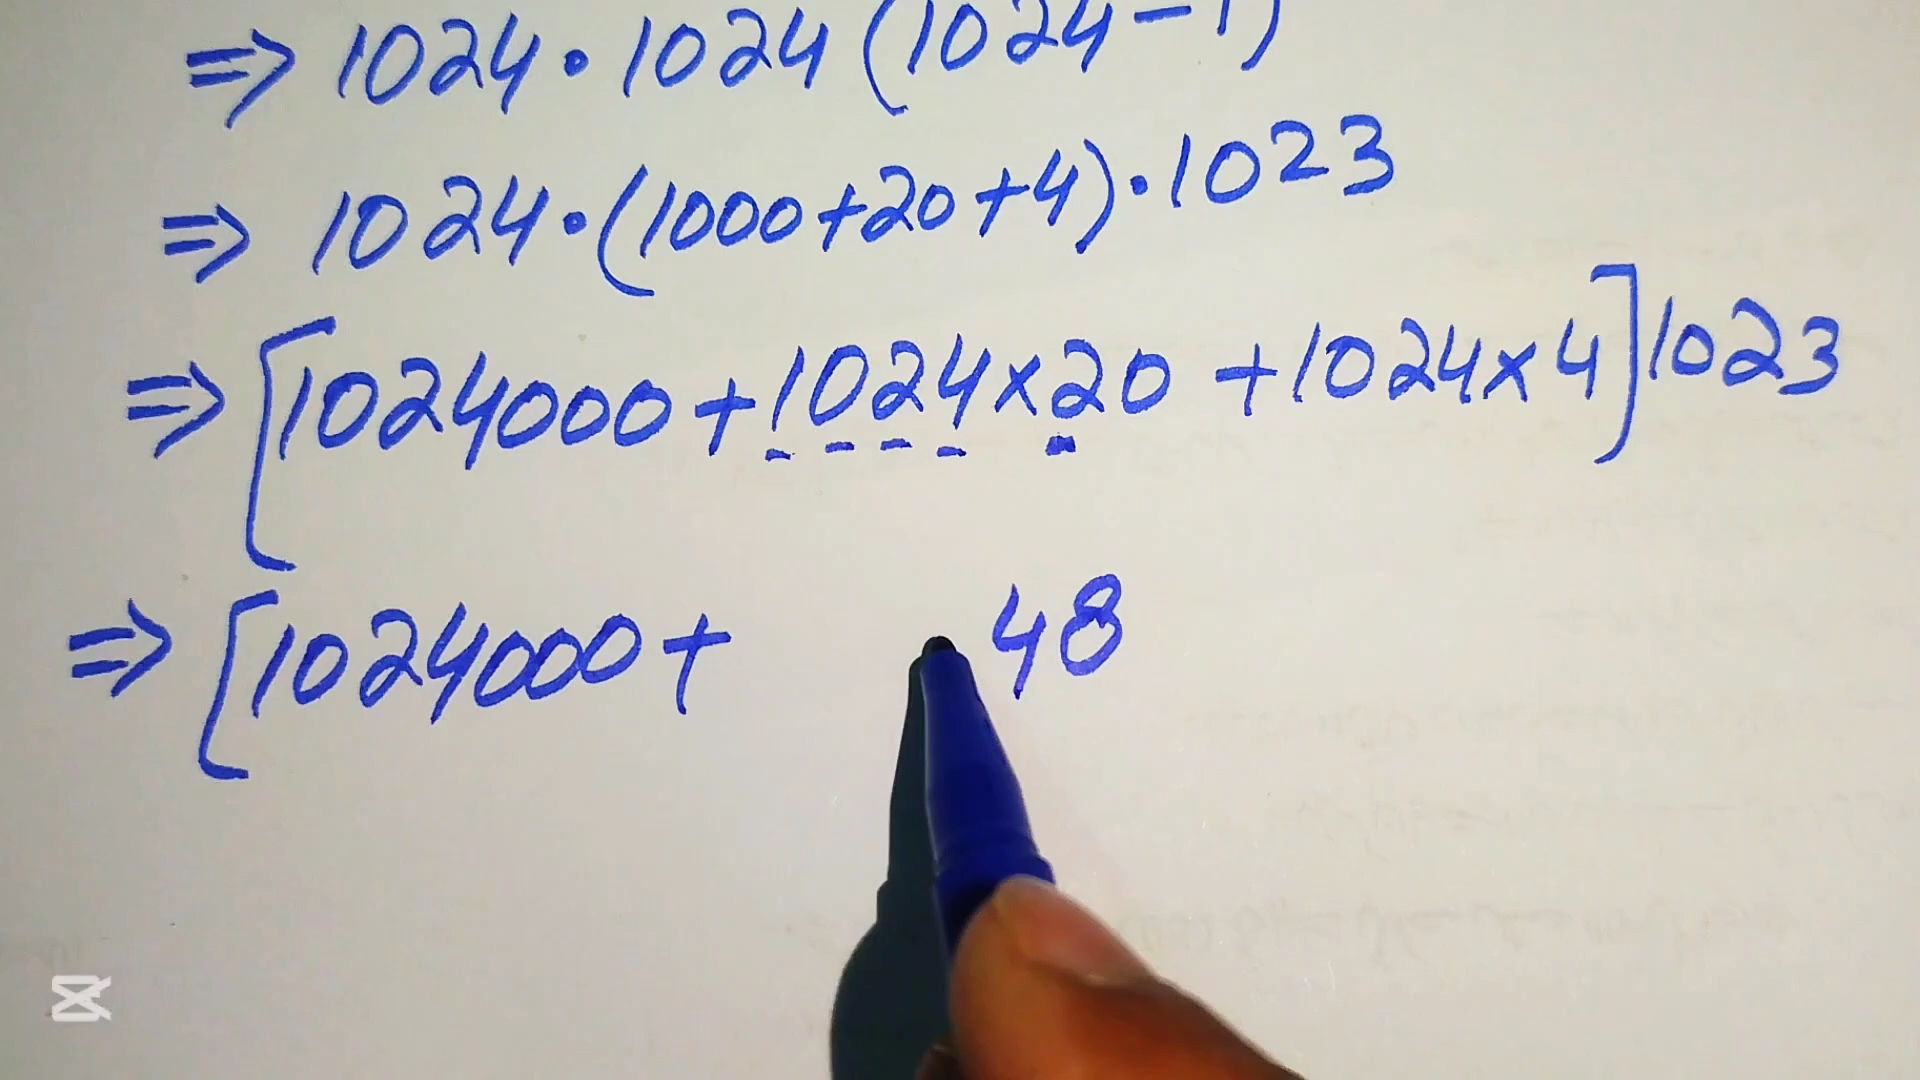 ⇒ 1024·1024(1024-1)
⇒ 1024·(1000+20+4)·1023
⇒ [1024000+1024×20+1024×4]1023
⇒ [1024000+ 48